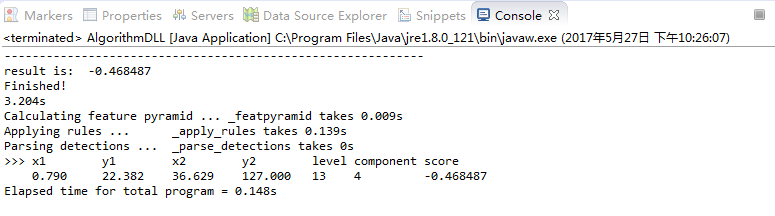 Markers Properties Servers Data Source Explorer Snippets Console
<terminated> AlgorithmDLL [Java Application] C:\Program Files\Java\jre1.8.0_121\bin\javaw.exe (2017年5月27日 下午10:26:07)
------------------------------------------------------------
result is:  -0.468487
Finished!
3.204s
Calculating feature pyramid ... _featpyramid takes 0.009s
Applying rules ...      _apply_rules takes 0.139s
Parsing detections ...  _parse_detections takes 0s
>>> x1       y1       x2       y2       level component score
    0.790    22.382   36.629   127.000  13    4         -0.468487
Elapsed time for total program = 0.148s